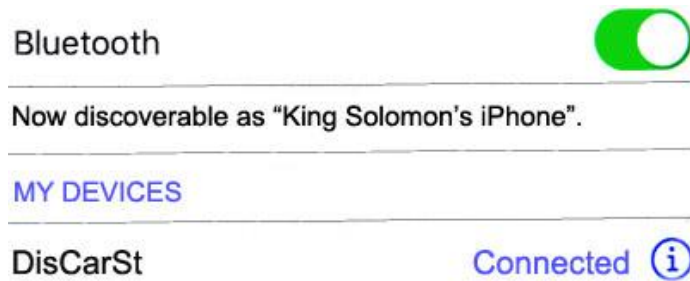 Bluetooth
Now discoverable as “King Solomon’s iPhone”.
MY DEVICES
DisCarSt Connected i